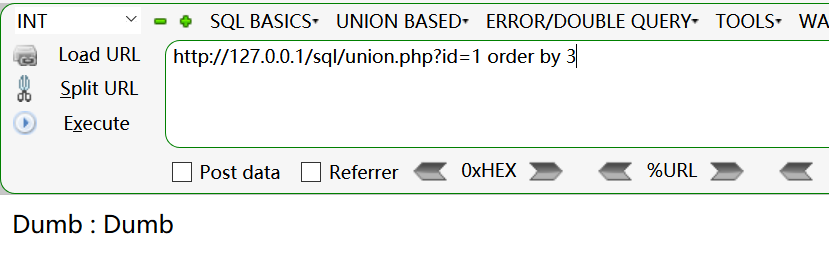 INT SQL BASICS▾ UNION BASED▾ ERROR/DOUBLE QUERY▾ TOOLS▾ WA
Load URL
http://127.0.0.1/sql/union.php?id=1 order by 3
Split URL
Execute
Post data Referrer 0xHEX %URL
Dumb : Dumb